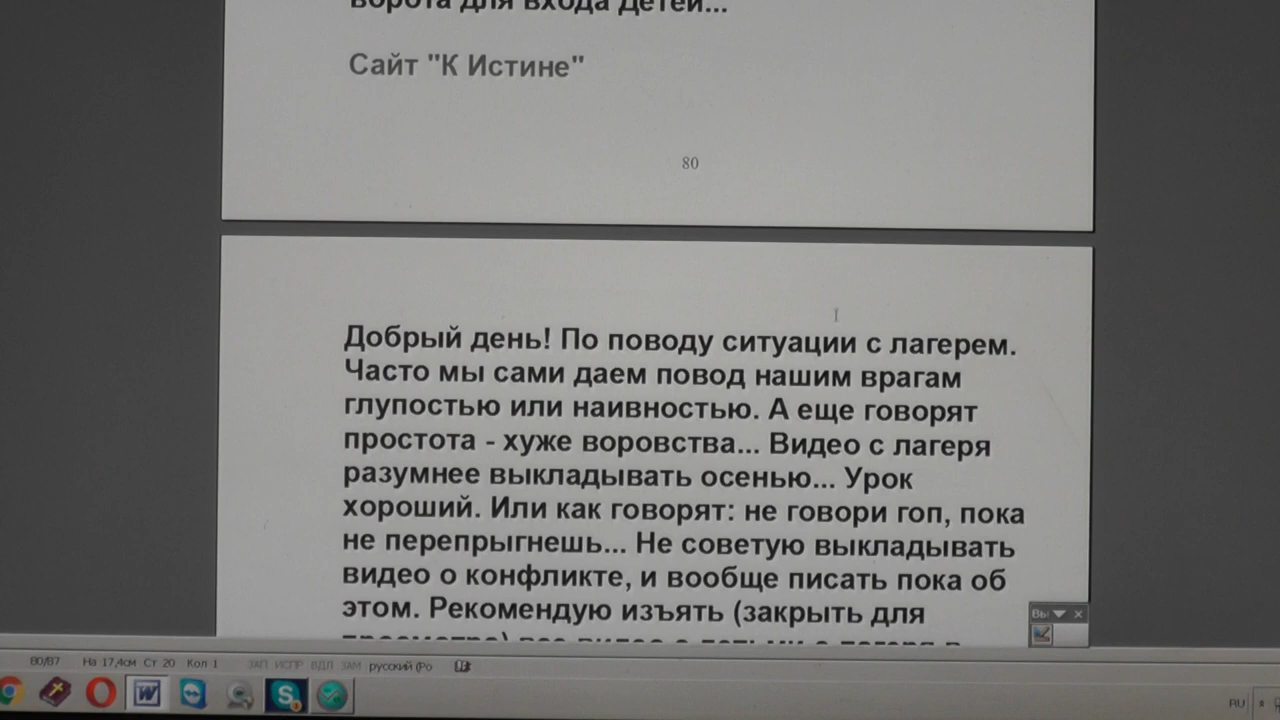 ворота для входа Детей...
Сайт "К Истине"
80
Добрый день! По поводу ситуации с лагерем.
Часто мы сами даем повод нашим врагам
глупостью или наивностью. А еще говорят
простота - хуже воровства... Видео с лагеря
разумнее выкладывать осенью... Урок
хороший. Или как говорят: не говори гоп, пока
не перепрыгнешь... Не советую выкладывать
видео о конфликте, и вообще писать пока об
этом. Рекомендую изъять (закрыть для
Вы
80/87 На 17,4см Ст 20 Кол 1 ЗАП ИСПР ВДЛ ЗАМ русский (Ро
RU